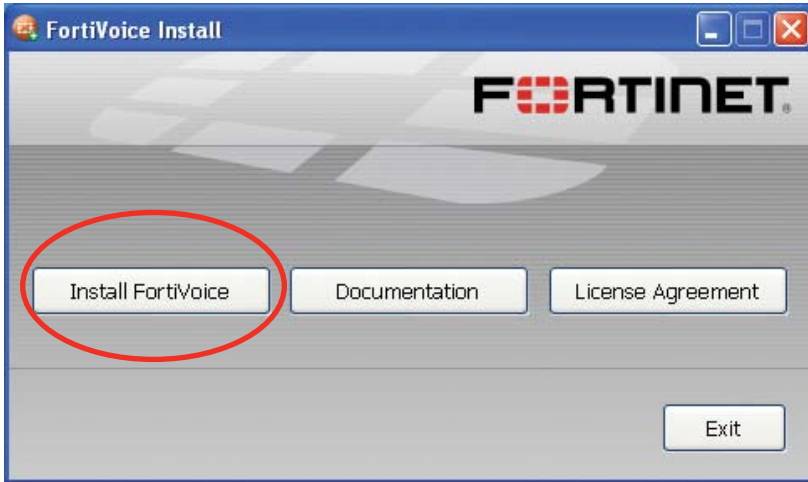 FortiVoice Install
FORTINET®
Install FortiVoice
Documentation
License Agreement
Exit